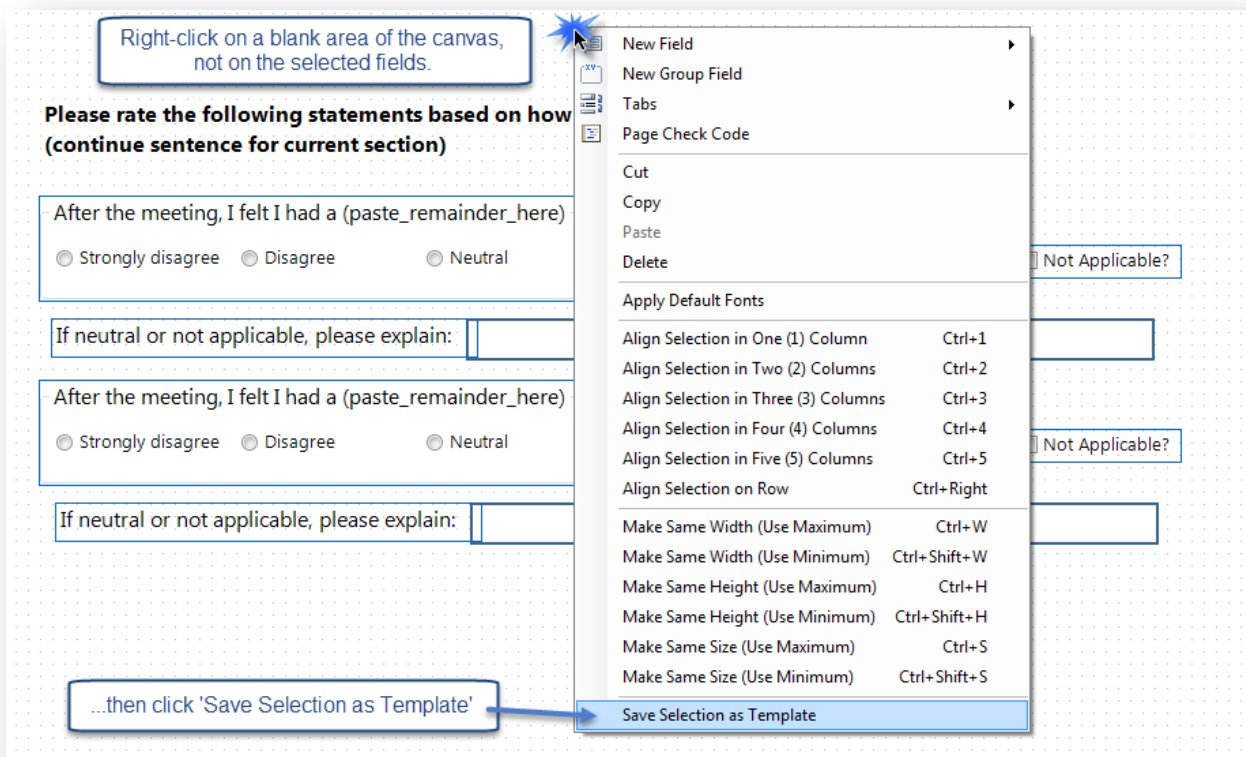 Right-click on a blank area of the canvas,
not on the selected fields.
Please rate the following statements based on how
(continue sentence for current section)
After the meeting, I felt I had a (paste_remainder_here)
Strongly disagree Disagree Neutral
Not Applicable?
If neutral or not applicable, please explain:
After the meeting, I felt I had a (paste_remainder_here)
Strongly disagree Disagree Neutral
Not Applicable?
If neutral or not applicable, please explain:
...then click 'Save Selection as Template'
New Field
New Group Field
Tabs
Page Check Code
Cut
Copy
Paste
Delete
Apply Default Fonts
Align Selection in One (1) Column Ctrl+1
Align Selection in Two (2) Columns Ctrl+2
Align Selection in Three (3) Columns Ctrl+3
Align Selection in Four (4) Columns Ctrl+4
Align Selection in Five (5) Columns Ctrl+5
Align Selection on Row Ctrl+Right
Make Same Width (Use Maximum) Ctrl+W
Make Same Width (Use Minimum) Ctrl+Shift+W
Make Same Height (Use Maximum) Ctrl+H
Make Same Height (Use Minimum) Ctrl+Shift+H
Make Same Size (Use Maximum) Ctrl+S
Make Same Size (Use Minimum) Ctrl+Shift+S
Save Selection as Template